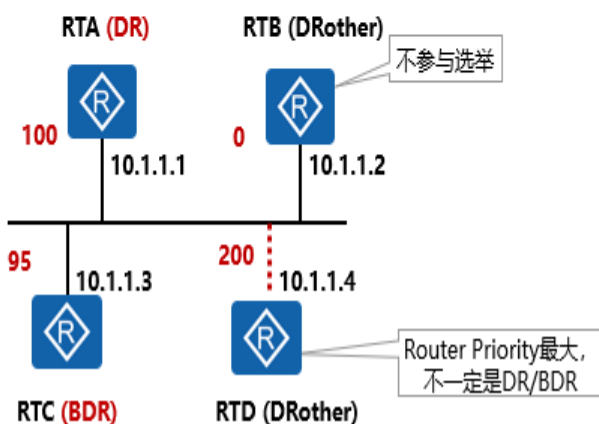 RTA (DR)
RTB (DRother)
不参与选举
R
R
100
0
10.1.1.1
10.1.1.2
95
200
10.1.1.3
10.1.1.4
R
R
Router Priority最大，
不一定是DR/BDR
RTC (BDR)
RTD (DRother)